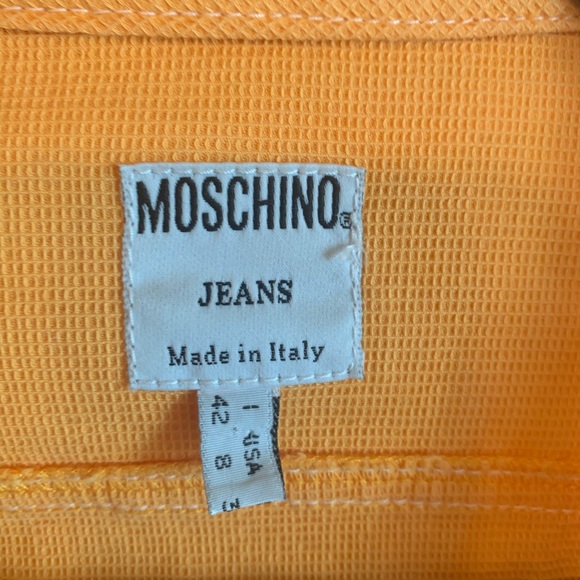 MOSCHINO®
JEANS
Made in Italy
I USA
42 8